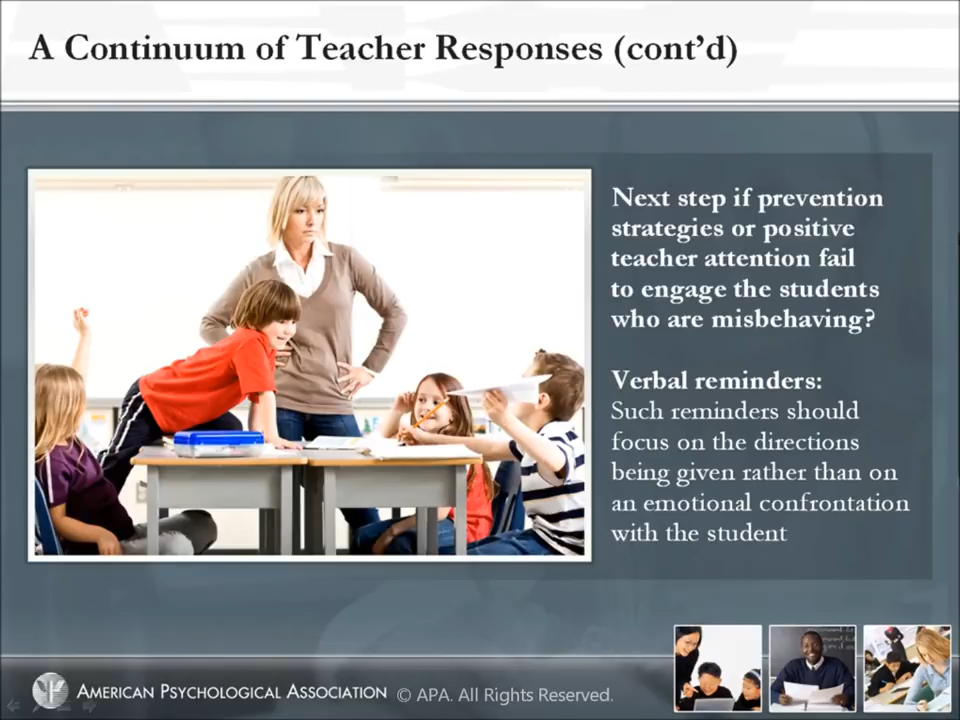 A Continuum of Teacher Responses (cont’d)
Next step if prevention
strategies or positive
teacher attention fail
to engage the students
who are misbehaving?
Verbal reminders:
Such reminders should
focus on the directions
being given rather than on
an emotional confrontation
with the student
AMERICAN PSYCHOLOGICAL ASSOCIATION © APA. All Rights Reserved.